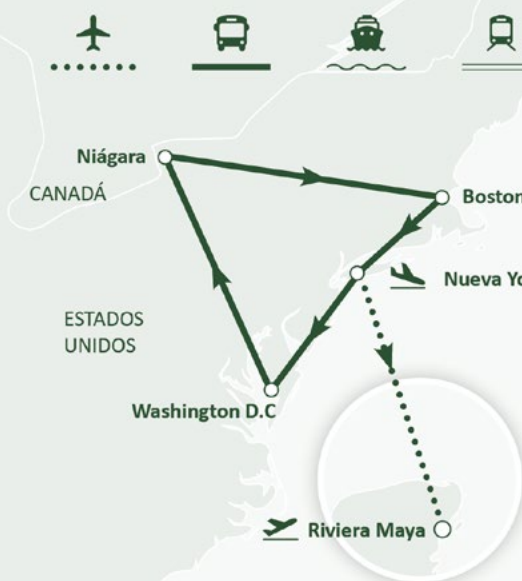 Niágara
CANADÁ
Boston
Nueva Yo
ESTADOS
UNIDOS
Washington D.C
Riviera Maya